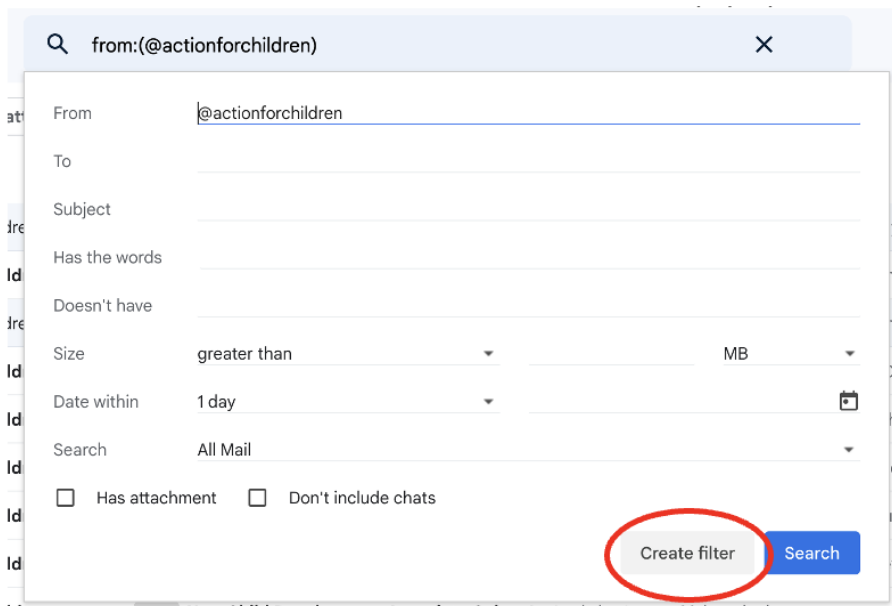 from:(@actionforchildren)
From @actionforchildren
To
Subject
Has the words
Doesn't have
Size greater than MB
Date within 1 day
Search All Mail
Has attachment Don't include chats
Create filter Search